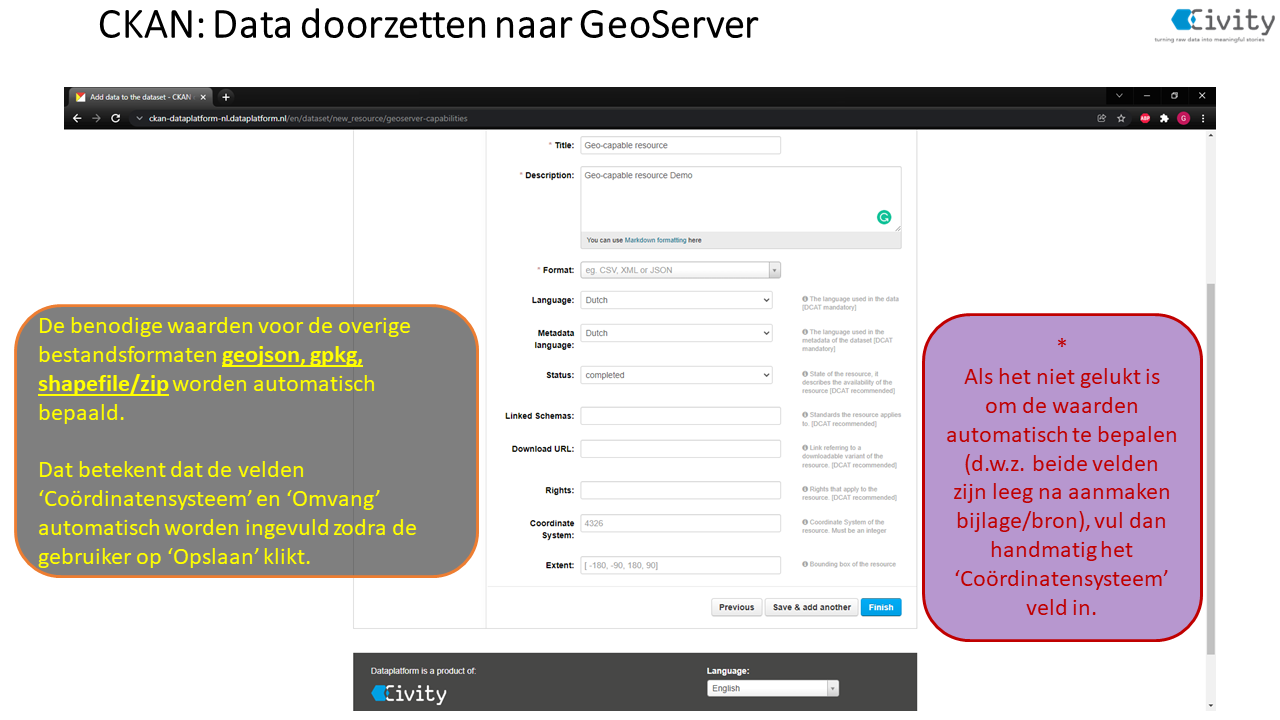 CKAN: Data doorzetten naar GeoServer
Civity
turning raw data into meaningful stories
Add data to the dataset - CKAN
ckan-dataplatform-nl.dataplatform.nl/en/dataset/new_resource/geoserver-capabilities
ABP
G
* Title:
Geo-capable resource
* Description:
Geo-capable resource Demo
You can use Markdown formatting here
* Format:
eg. CSV, XML or JSON
Language:
Dutch
The language used in the data
[DCAT mandatory]
Metadata
language:
Dutch
The language used in the
metadata of the dataset [DCAT
mandatory]
Status:
completed
State of the resource, it
describes the availability of the
resource [DCAT recommended]
Linked Schemas:
Standards the resource applies
to. [DCAT recommended]
Download URL:
Link referring to a
downloadable variant of the
resource. [DCAT recommended]
Rights:
Rights that apply to the
resource. [DCAT recommended]
Coordinate
System:
4326
Coordinate System of the
resource. Must be an integer
Extent:
[ -180, -90, 180, 90]
Bounding box of the resource
Previous
Save & add another
Finish
Dataplatform is a product of:
Civity
Language:
English
De benodige waarden voor de overige
bestandsformaten geojson, gpkg,
shapefile/zip worden automatisch
bepaald.
Dat betekent dat de velden
‘Coördinatensysteem’ en ‘Omvang’
automatisch worden ingevuld zodra de
gebruiker op ‘Opslaan’ klikt.
*
Als het niet gelukt is
om de waarden
automatisch te bepalen
(d.w.z. beide velden
zijn leeg na aanmaken
bijlage/bron), vul dan
handmatig het
‘Coördinatensysteem’
veld in.